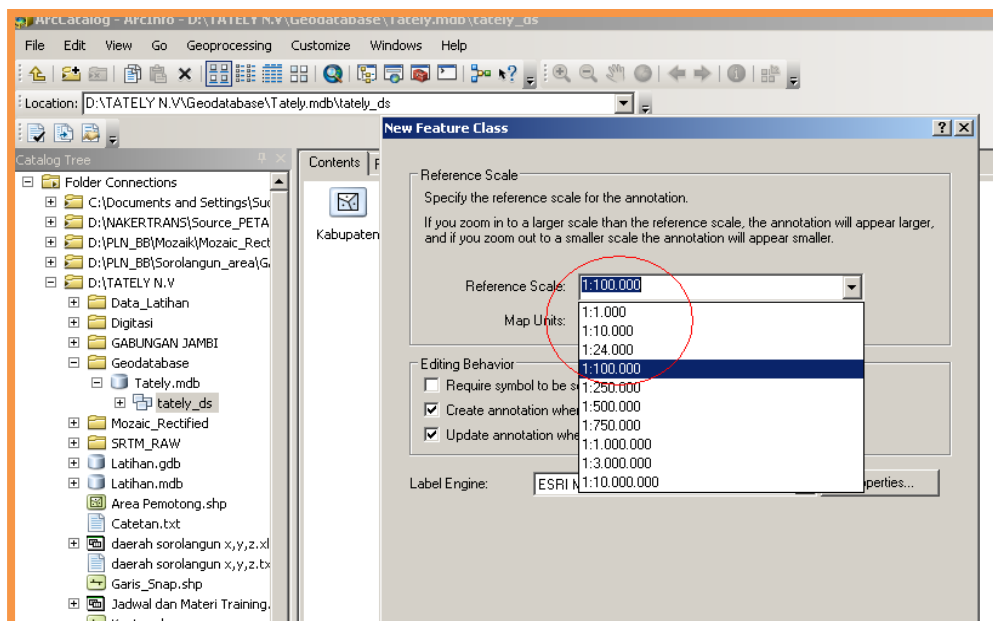 ArcCatalog - ArcInfo - D:\TATELY N.V\Geodatabase\Tately.mdb\tately_ds
File Edit View Go Geoprocessing Customize Windows Help
Location: D:\TATELY N.V\Geodatabase\Tately.mdb\tately_ds
New Feature Class
Catalog Tree
Folder Connections
C:\Documents and Settings\Suc
D:\NAKERTRANS\Source_PETA
D:\PLN_BB\Mozaik\Mozaic_Rect
D:\PLN_BB\Sorolangun_area\G
D:\TATELY N.V
Data_Latihan
Digitasi
GABUNGAN JAMBI
Geodatabase
Tately.mdb
tately_ds
Mozaic_Rectified
SRTM_RAW
Latihan.gdb
Latihan.mdb
Area Pemotong.shp
Catetan.txt
daerah sorolangun x,y,z.xl
daerah sorolangun x,y,z.tx
Garis_Snap.shp
Jadwal dan Materi Training.
Contents
Kabupaten
Reference Scale
Specify the reference scale for the annotation.
If you zoom in to a larger scale than the reference scale, the annotation will appear larger,
and if you zoom out to a smaller scale the annotation will appear smaller.
Reference Scale: 1:100.000
Map Units:
1:1.000
1:10.000
1:24.000
1:100.000
1:250.000
1:500.000
1:750.000
1:1.000.000
1:3.000.000
1:10.000.000
Editing Behavior
Require symbol to be s
Create annotation whe
Update annotation whe
Label Engine: ESRI operties...